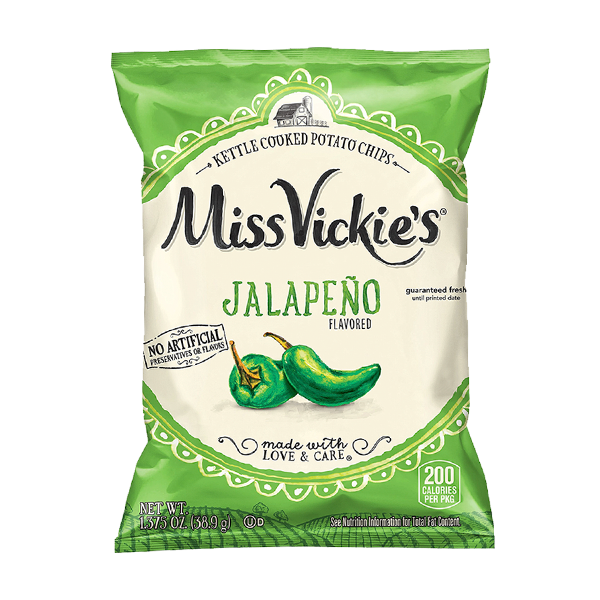 KETTLE COOKED POTATO CHIPS
Miss Vickie's®
JALAPEÑO
FLAVORED
guaranteed fresh
until printed date
NO ARTIFICIAL
PRESERVATIVES OR FLAVORS
made with
LOVE & CARE®
200
CALORIES
PER PKG
NET WT.
1.375 OZ. (38.9 g) U D
See Nutrition Information for Total Fat Content